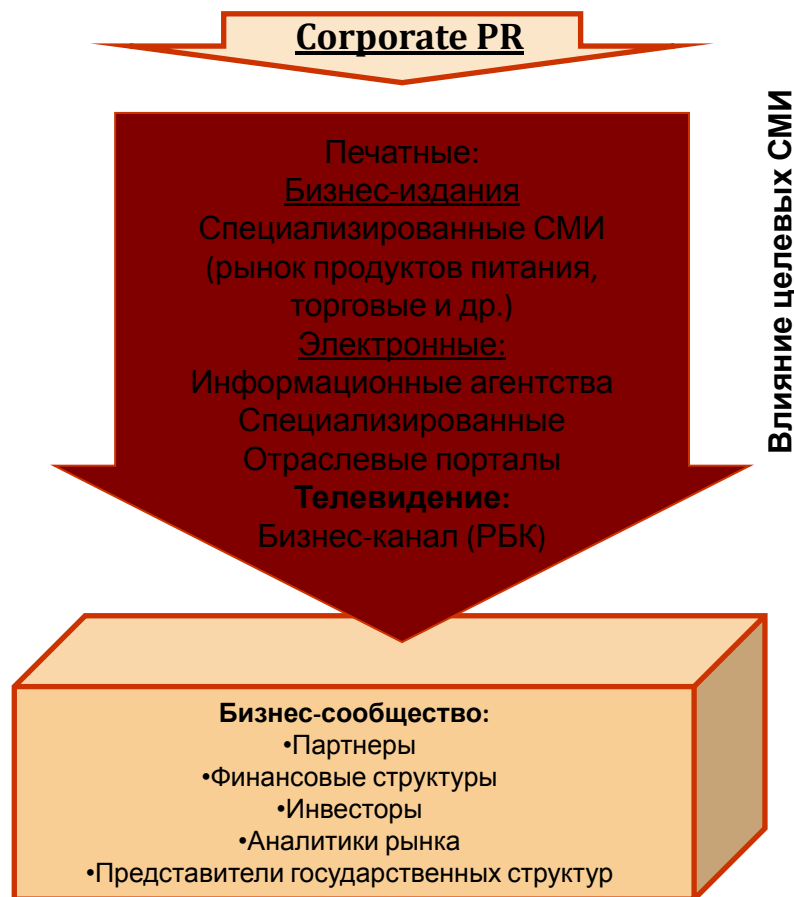 Corporate PR
Печатные:
Бизнес-издания
Специализированные СМИ
(рынок продуктов питания,
торговые и др.)
Электронные:
Информационные агентства
Специализированные
Отраслевые порталы
Телевидение:
Бизнес-канал (РБК)
Влияние целевых СМИ
Бизнес-сообщество:
•Партнеры
•Финансовые структуры
•Инвесторы
•Аналитики рынка
•Представители государственных структур